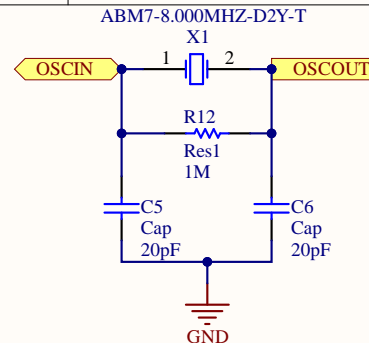 ABM7-8.000MHZ-D2Y-T
X1
OSCIN
1
2
OSCOUT
R12
Res1
1M
C5
Cap
20pF
C6
Cap
20pF
GND